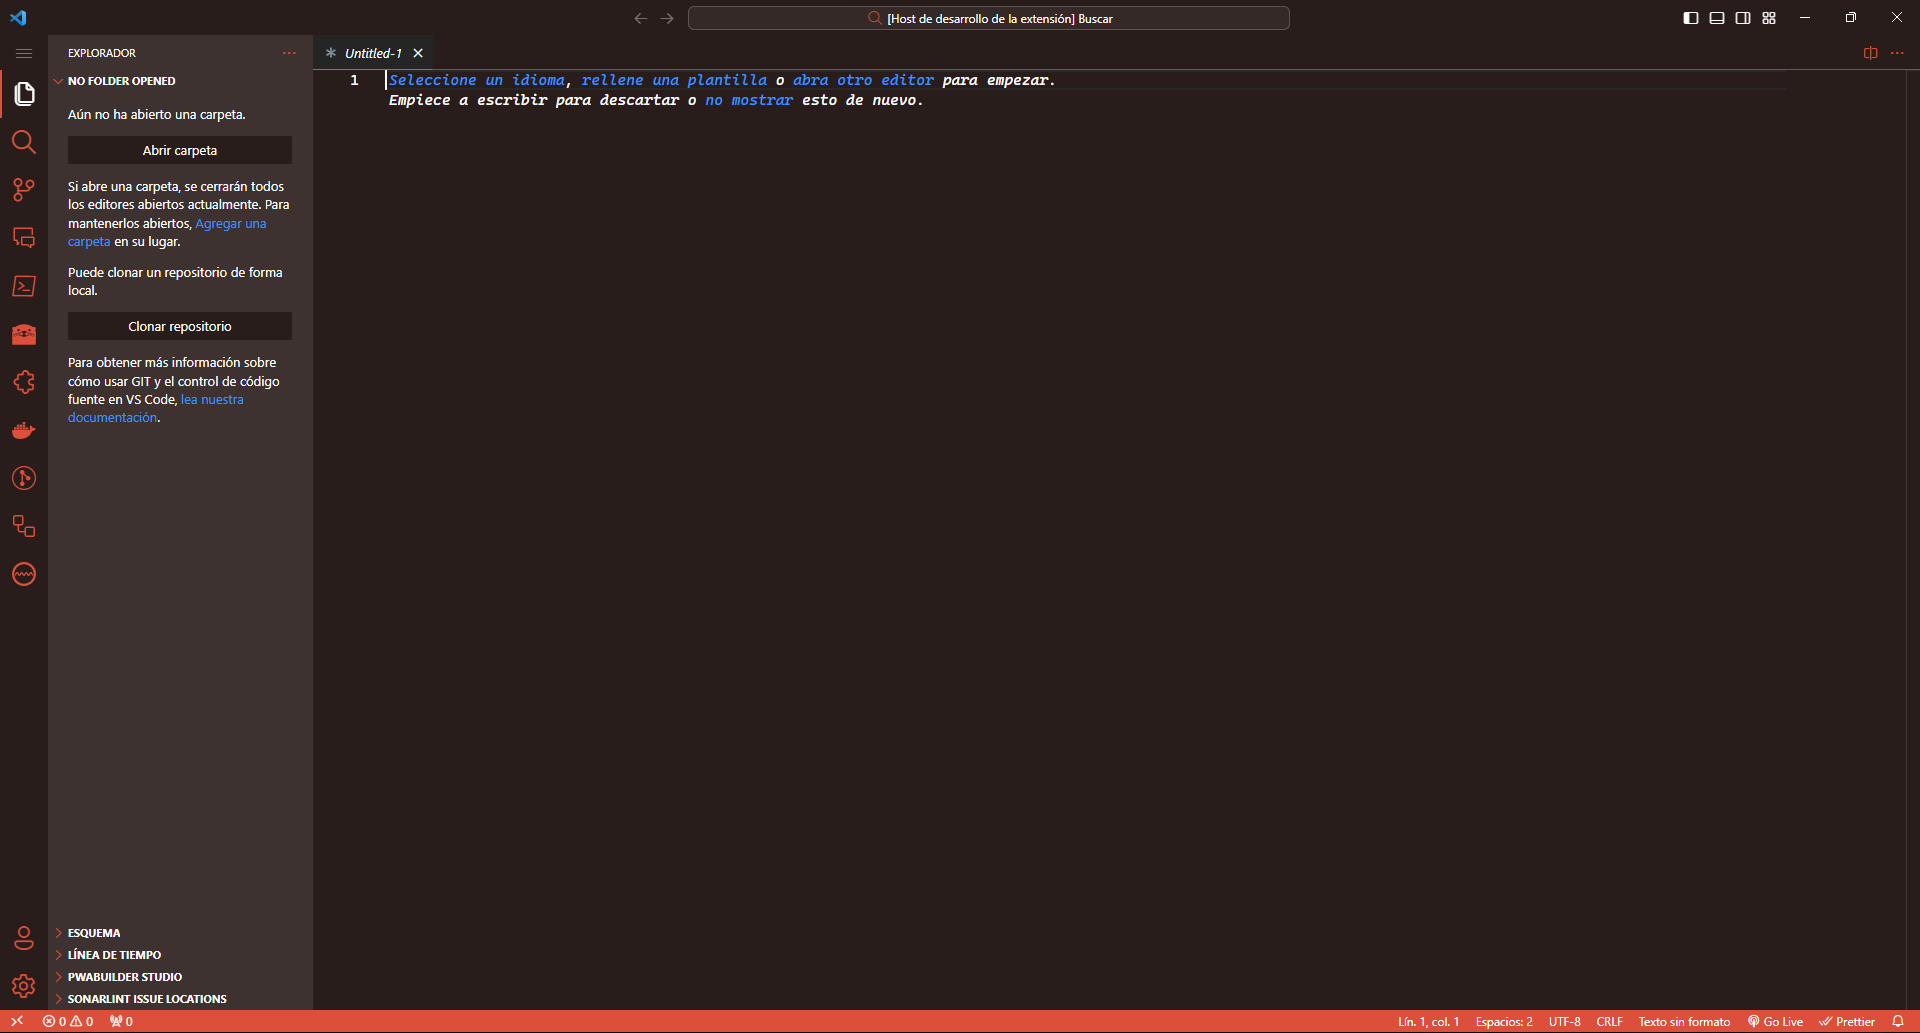 [Host de desarrollo de la extensión] Buscar
EXPLORADOR
Untitled-1
NO FOLDER OPENED
Aún no ha abierto una carpeta.
Abrir carpeta
Si abre una carpeta, se cerrarán todos
los editores abiertos actualmente. Para
mantenerlos abiertos, Agregar una
carpeta en su lugar.
Puede clonar un repositorio de forma
local.
Clonar repositorio
Para obtener más información sobre
cómo usar GIT y el control de código
fuente en VS Code, lea nuestra
documentación.
ESQUEMA
LÍNEA DE TIEMPO
PWABUILDER STUDIO
SONARLINT ISSUE LOCATIONS
1
Seleccione un idioma, rellene una plantilla o abra otro editor para empezar.
Empiece a escribir para descartar o no mostrar esto de nuevo.
0 0 0
Lín. 1, col. 1 Espacios: 2 UTF-8 CRLF Texto sin formato Go Live Prettier